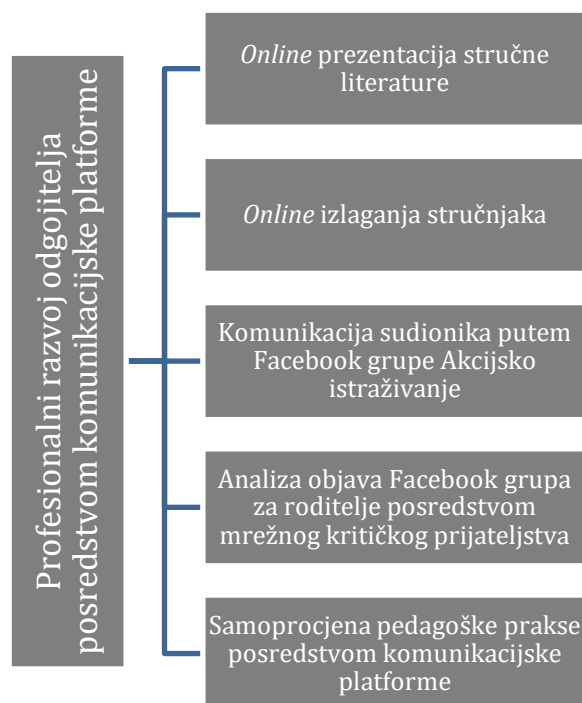 Profesionalni razvoj odgojitelja
posredstvom komunikacijske platforme
Online prezentacija stručne
literature
Online izlaganja stručnjaka
Komunikacija sudionika putem
Facebook grupe Akcijsko
istraživanje
Analiza objava Facebook grupa
za roditelje posredstvom
mrežnog kritičkog prijateljstva
Samoprocjena pedagoške prakse
posredstvom komunikacijske
platforme